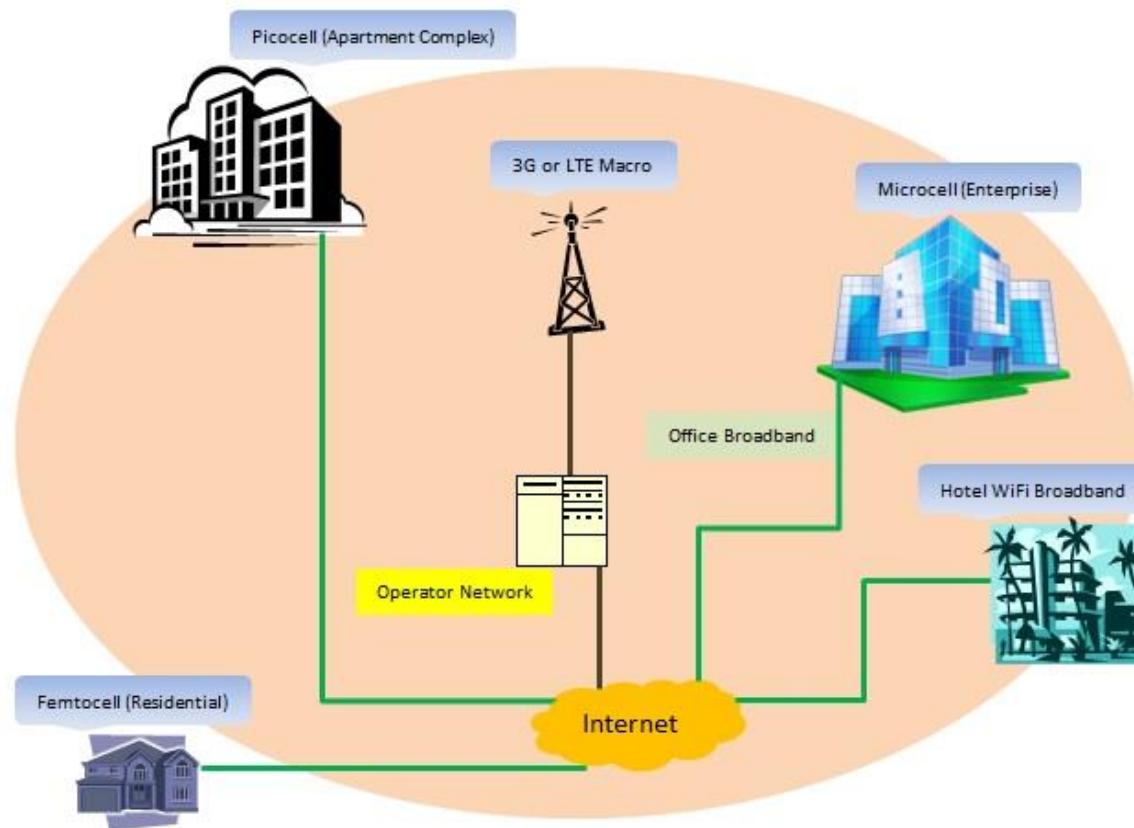 Picocell (Apartment Complex)
3G or LTE Macro
Microcell (Enterprise)
Office Broadband
Hotel WiFi Broadband
Operator Network
Femtocell (Residential)
Internet